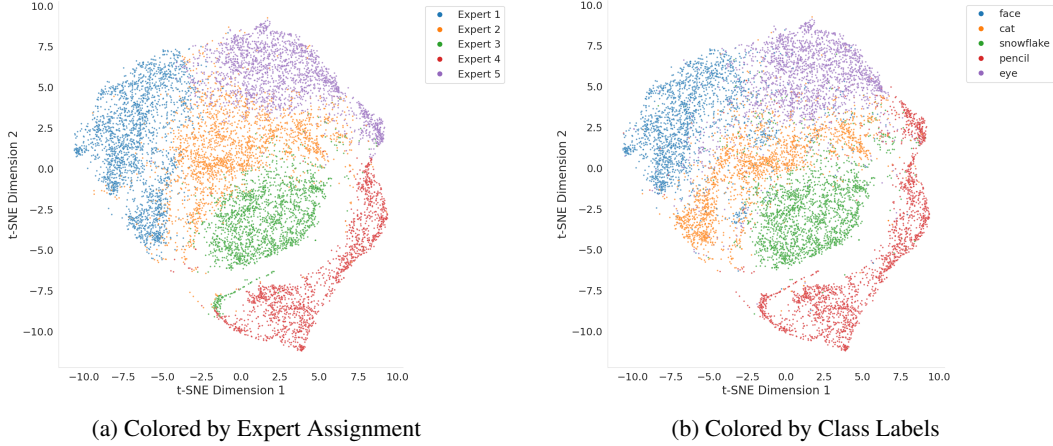 10.0
7.5
5.0
2.5
0.0
−2.5
−5.0
−7.5
−10.0
t-SNE Dimension 2
−10.0 −7.5 −5.0 −2.5 0.0 2.5 5.0 7.5 10.0
t-SNE Dimension 1
Expert 1
Expert 2
Expert 3
Expert 4
Expert 5
(a) Colored by Expert Assignment
10.0
7.5
5.0
2.5
0.0
−2.5
−5.0
−7.5
−10.0
t-SNE Dimension 2
−10.0 −7.5 −5.0 −2.5 0.0 2.5 5.0 7.5 10.0
t-SNE Dimension 1
face
cat
snowflake
pencil
eye
(b) Colored by Class Labels